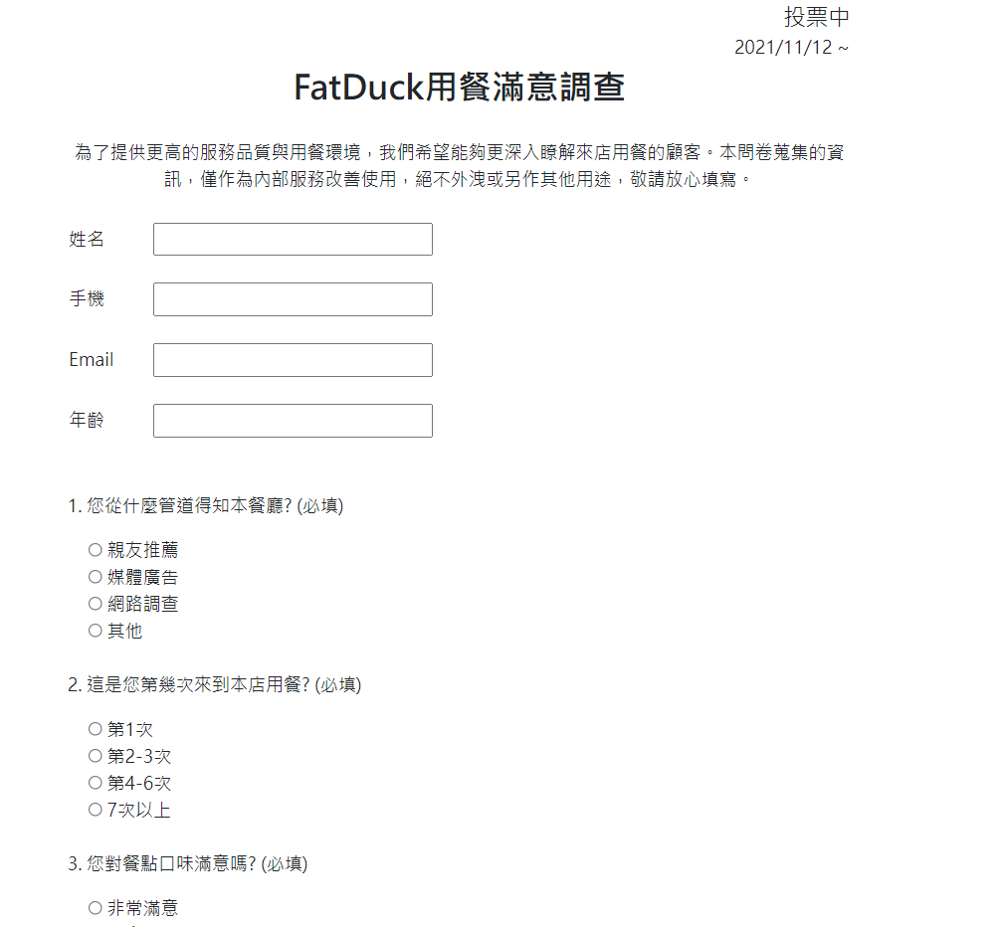 投票中
2021/11/12 ~
FatDuck用餐滿意調查
為了提供更高的服務品質與用餐環境，我們希望能夠更深入瞭解來店用餐的顧客。本問卷蒐集的資
訊，僅作為內部服務改善使用，絕不外洩或另作其他用途，敬請放心填寫。
姓名
手機
Email
年齡
1. 您從什麼管道得知本餐廳? (必填)
親友推薦
媒體廣告
網路調查
其他
2. 這是您第幾次來到本店用餐? (必填)
第1次
第2-3次
第4-6次
7次以上
3. 您對餐點口味滿意嗎? (必填)
非常滿意